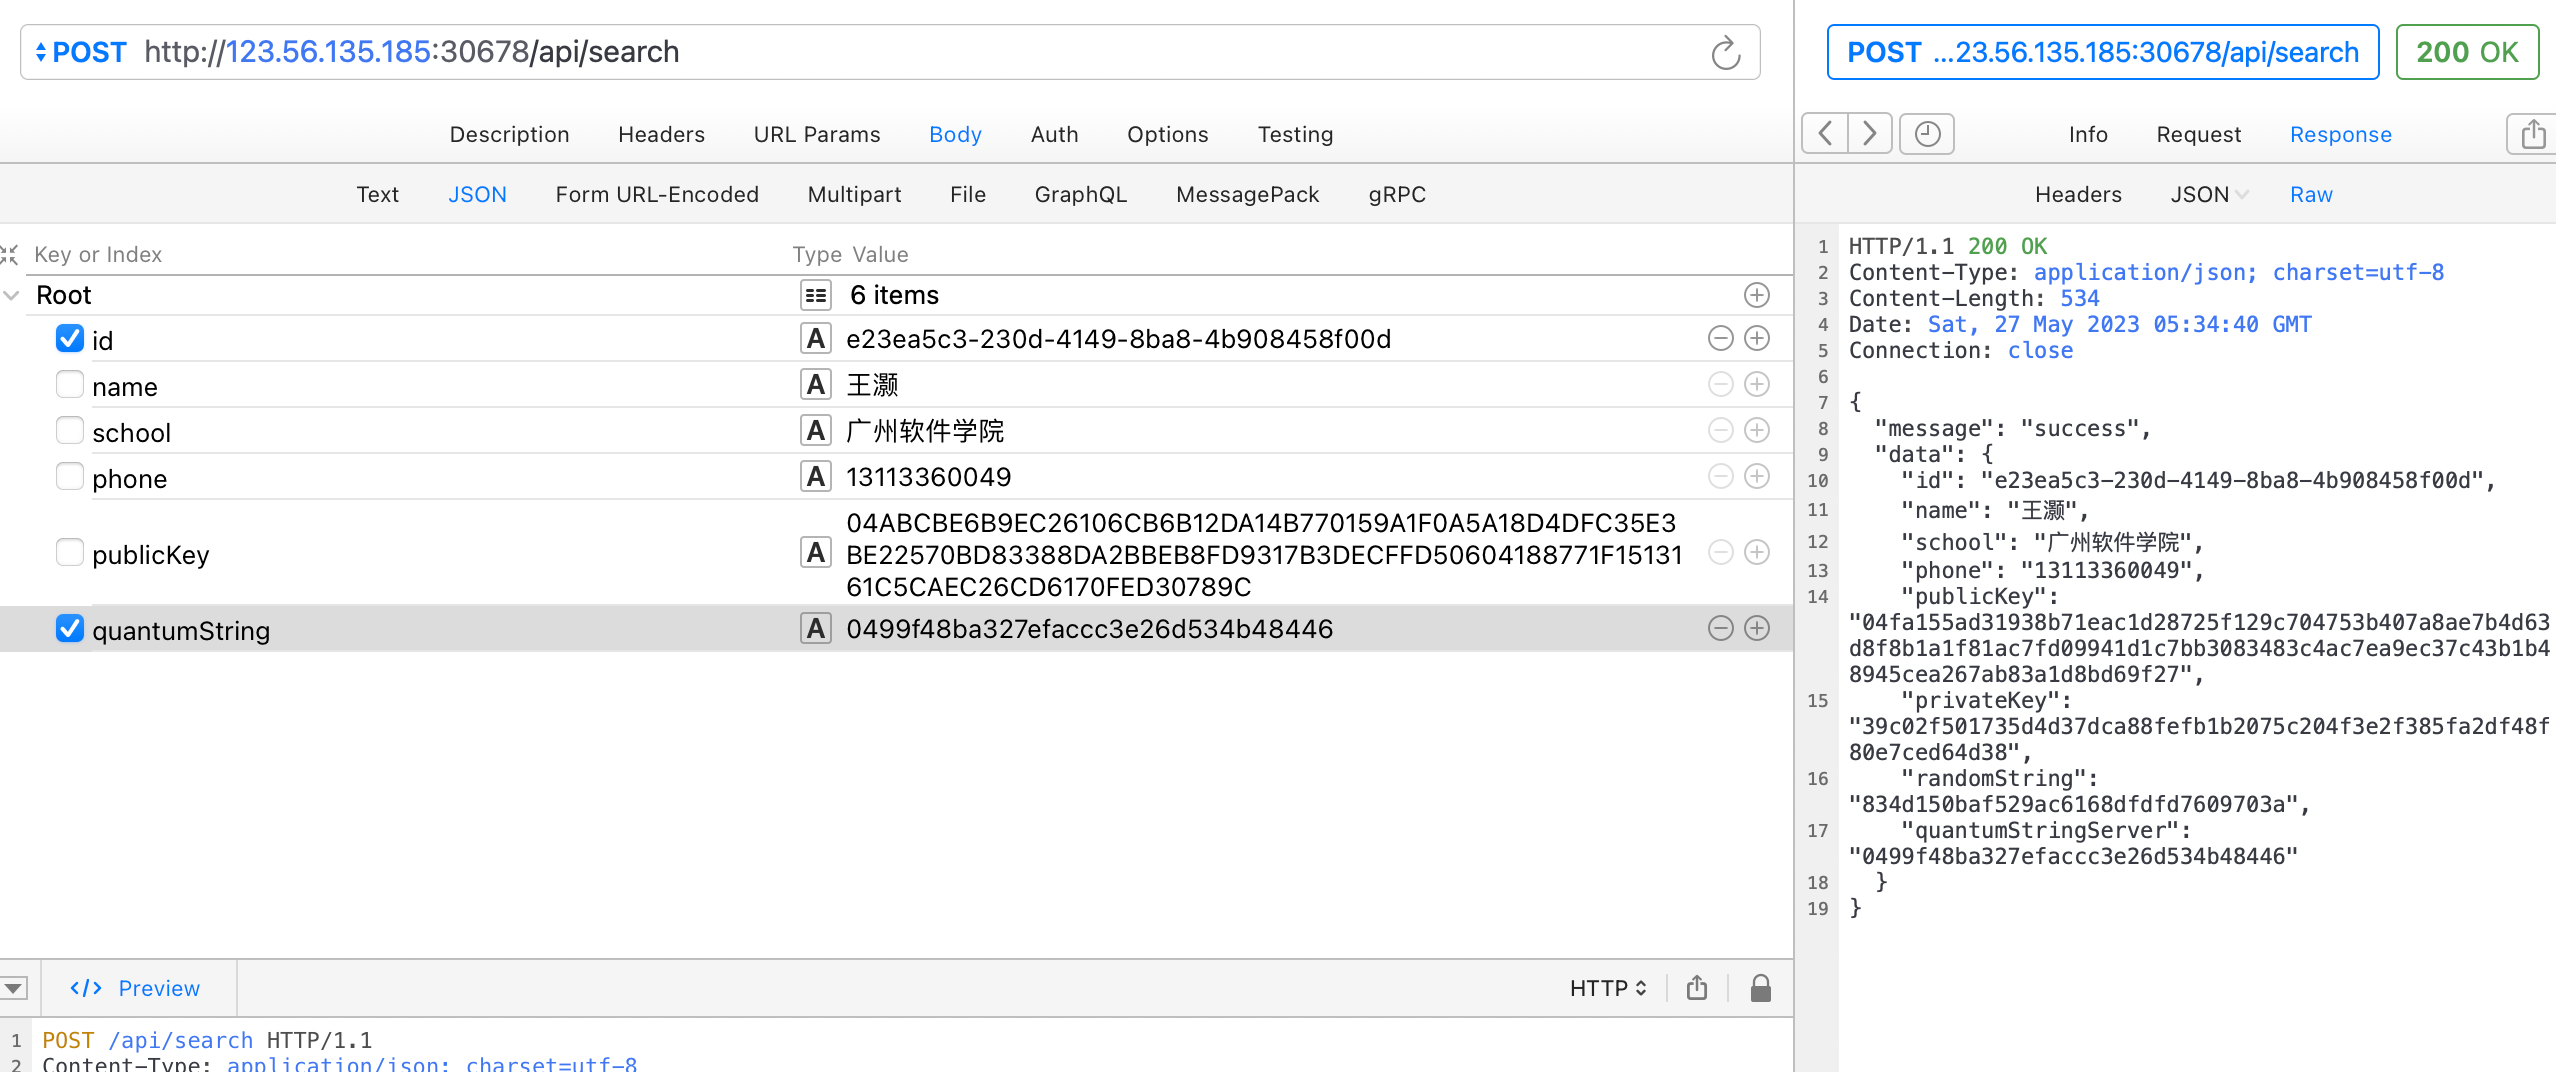 POST http://123.56.135.185:30678/api/search
Description Headers URL Params Body Auth Options Testing
Text JSON Form URL-Encoded Multipart File GraphQL MessagePack gRPC
Key or Index Type Value
Root 6 items
id A e23ea5c3-230d-4149-8ba8-4b908458f00d
name A 王灏
school A 广州软件学院
phone A 13113360049
publicKey A 04ABCBE6B9EC26106CB6B12DA14B770159A1F0A5A18D4DFC35E3
BE22570BD83388DA2BBEB8FD9317B3DECFFD50604188771F15131
61C5CAEC26CD6170FED30789C
quantumString A 0499f48ba327efaccc3e26d534b48446
</> Preview HTTP
1 POST /api/search HTTP/1.1
2 Content-Type: application/json; charset=utf-8
POST ...23.56.135.185:30678/api/search 200 OK
Info Request Response
Headers JSON Raw
1 HTTP/1.1 200 OK
2 Content-Type: application/json; charset=utf-8
3 Content-Length: 534
4 Date: Sat, 27 May 2023 05:34:40 GMT
5 Connection: close
6
7 {
8 "message": "success",
9 "data": {
10 "id": "e23ea5c3-230d-4149-8ba8-4b908458f00d",
11 "name": "王灏",
12 "school": "广州软件学院",
13 "phone": "13113360049",
14 "publicKey":
"04fa155ad31938b71eac1d28725f129c704753b407a8ae7b4d63
d8f8b1a1f81ac7fd09941d1c7bb3083483c4ac7ea9ec37c43b1b4
8945cea267ab83a1d8bd69f27",
15 "privateKey":
"39c02f501735d4d37dca88fefb1b2075c204f3e2f385fa2df48f
80e7ced64d38",
16 "randomString":
"834d150baf529ac6168dfdfd7609703a",
17 "quantumStringServer":
"0499f48ba327efaccc3e26d534b48446"
18 }
19 }